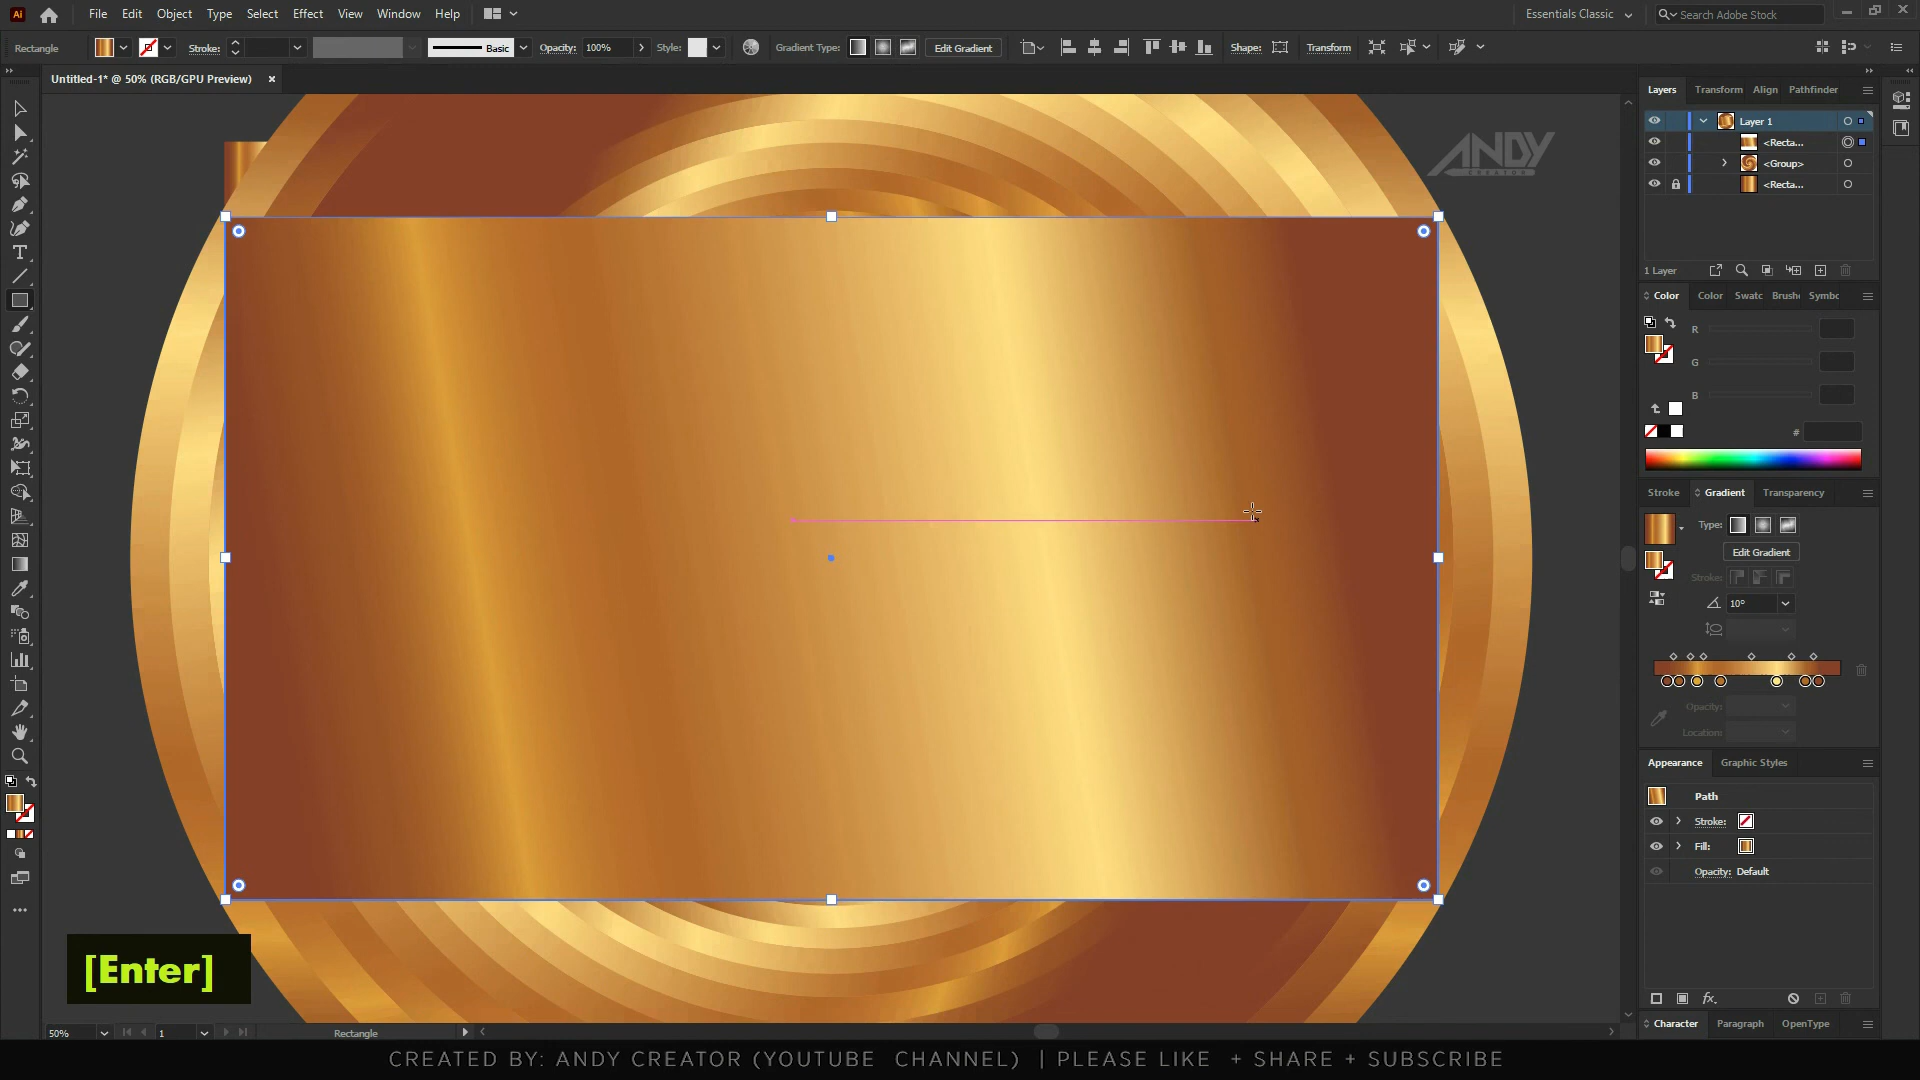 Ai File Edit Object Type Select Effect View Window Help Essentials Classic Search Adobe Stock
Rectangle Stroke: Basic Opacity: 100% Style: Gradient Type: Edit Gradient Shape: Transform
Untitled-1* @ 50% (RGB/GPU Preview)
Layers Transform Align Pathfinder
Layer 1
<Recta...
<Group>
<Recta...
1 Layer
ANDY
CREATOR
Color Color Swatc Brushe Symbc
R
G
B
#
Stroke Gradient Transparency
Type:
Edit Gradient
Stroke:
10°
Opacity:
Location:
Appearance Graphic Styles
Path
Stroke:
Fill:
Opacity: Default
fx
Character Paragraph OpenType
[Enter]
50% 1 Rectangle
CREATED BY: ANDY CREATOR (YOUTUBE CHANNEL) | PLEASE LIKE + SHARE + SUBSCRIBE